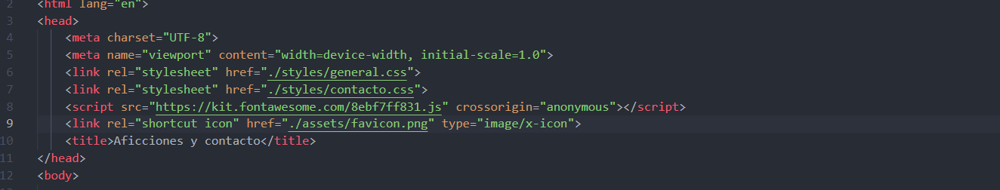 2 <html lang="en">
3 <head>
4 <meta charset="UTF-8">
5 <meta name="viewport" content="width=device-width, initial-scale=1.0">
6 <link rel="stylesheet" href="./styles/general.css">
7 <link rel="stylesheet" href="./styles/contacto.css">
8 <script src="https://kit.fontawesome.com/8ebf7ff831.js" crossorigin="anonymous"></script>
9 <link rel="shortcut icon" href="./assets/favicon.png" type="image/x-icon">
10 <title>Aficciones y contacto</title>
11 </head>
12 <body>